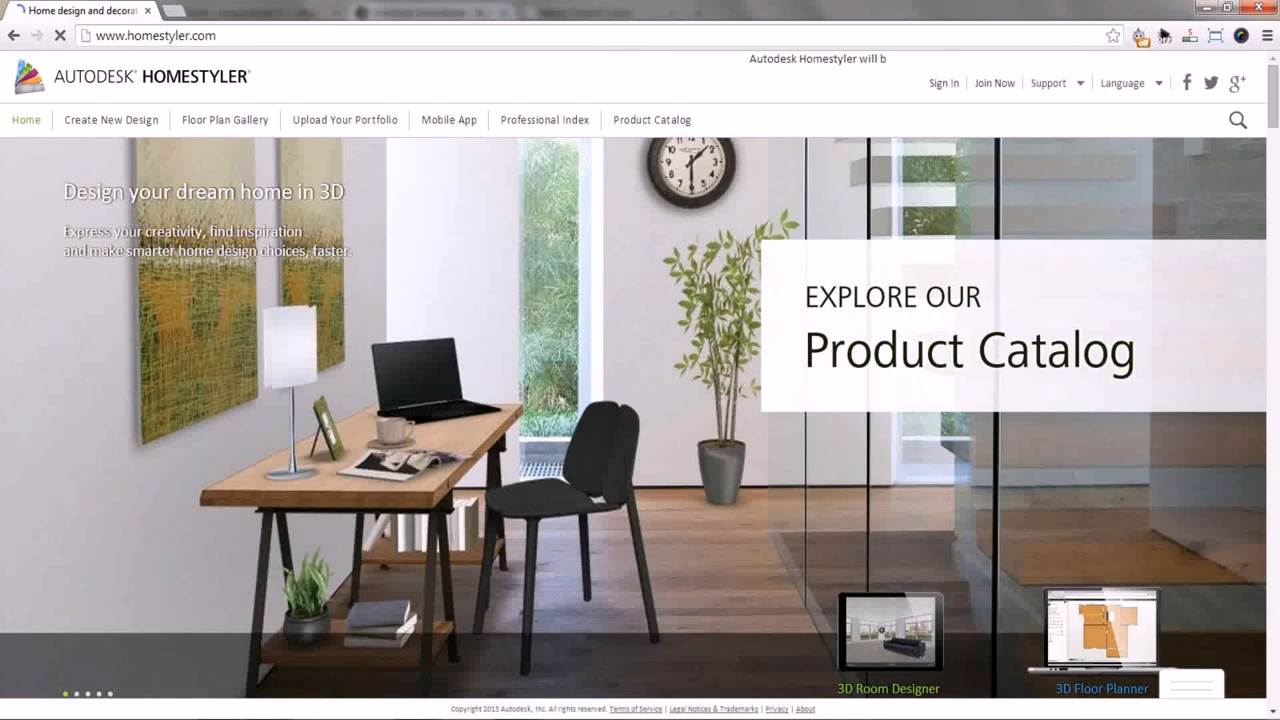 Home design and decorat
www.homestyler.com
Autodesk Homestyler will b
AUTODESK® HOMESTYLER®
Sign In
Join Now
Support
Language
Home
Create New Design
Floor Plan Gallery
Upload Your Portfolio
Mobile App
Professional Index
Product Catalog
Design your dream home in 3D
Express your creativity, find inspiration
and make smarter home design choices, faster.
EXPLORE OUR
Product Catalog
3D Room Designer
3D Floor Planner
Copyright 2013 Autodesk, Inc. All rights reserved. Terms of Service | Legal Notices & Trademarks | Privacy | About